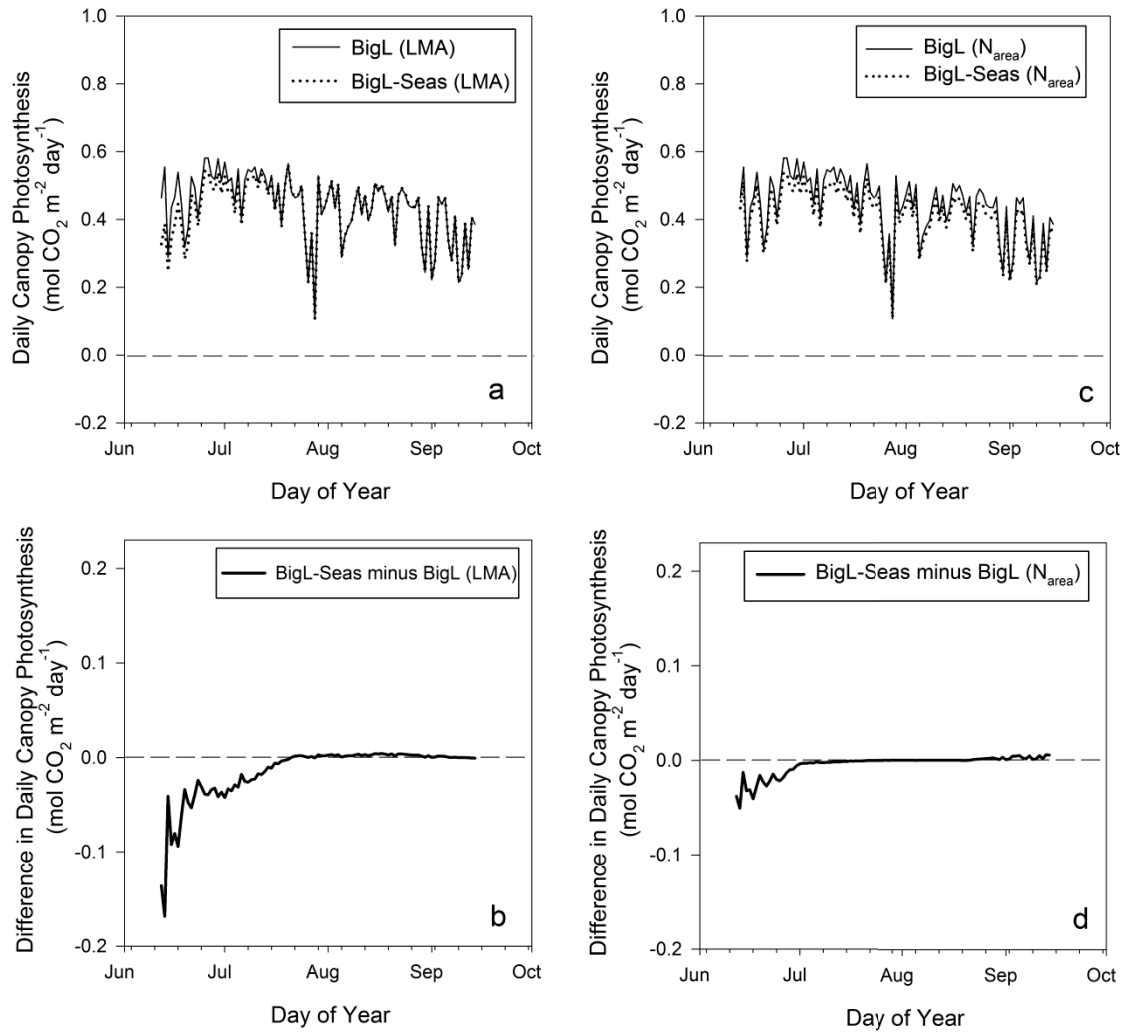 Daily Canopy Photosynthesis
(mol CO₂ m⁻² day⁻¹)
1.0
0.8
0.6
0.4
0.2
0.0
-0.2
BigL (LMA)
BigL-Seas (LMA)
a
Jun
Jul
Aug
Sep
Oct
Day of Year
Daily Canopy Photosynthesis
(mol CO₂ m⁻² day⁻¹)
1.0
0.8
0.6
0.4
0.2
0.0
-0.2
BigL (Nₐᵣₑₐ)
BigL-Seas (Nₐᵣₑₐ)
c
Jun
Jul
Aug
Sep
Oct
Day of Year
Difference in Daily Canopy Photosynthesis
(mol CO₂ m⁻² day⁻¹)
0.2
0.1
0.0
-0.1
-0.2
BigL-Seas minus BigL (LMA)
b
Jun
Jul
Aug
Sep
Oct
Day of Year
Difference in Daily Canopy Photosynthesis
(mol CO₂ m⁻² day⁻¹)
0.2
0.1
0.0
-0.1
-0.2
BigL-Seas minus BigL (Nₐᵣₑₐ)
d
Jun
Jul
Aug
Sep
Oct
Day of Year